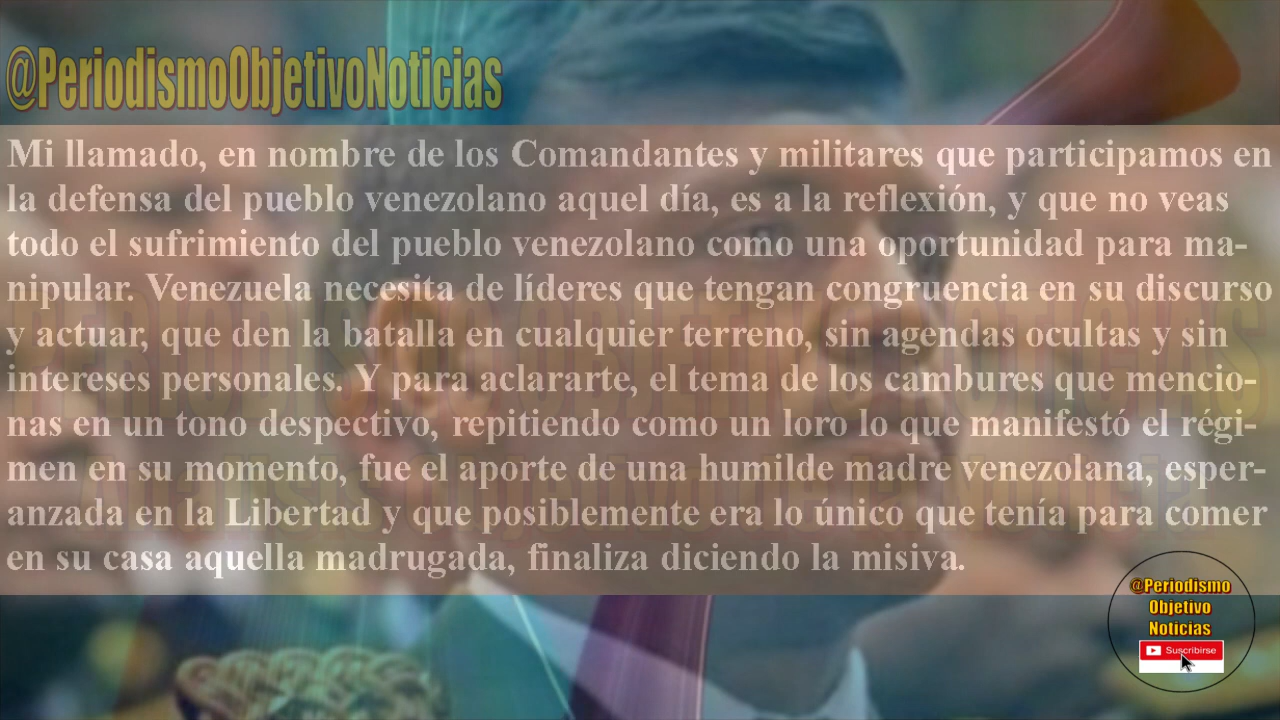 @PeriodismoObjetivoNoticias
Mi llamado, en nombre de los Comandantes y militares que participamos en
la defensa del pueblo venezolano aquel día, es a la reflexión, y que no veas
todo el sufrimiento del pueblo venezolano como una oportunidad para ma-
nipular. Venezuela necesita de líderes que tengan congruencia en su discurso
y actuar, que den la batalla en cualquier terreno, sin agendas ocultas y sin
intereses personales. Y para aclararte, el tema de los cambures que mencio-
nas en un tono despectivo, repitiendo como un loro lo que manifestó el régi-
men en su momento, fue el aporte de una humilde madre venezolana, esper-
anzada en la Libertad y que posiblemente era lo único que tenía para comer
en su casa aquella madrugada, finaliza diciendo la misiva.
PERIODISMO OBJETIVO NOTICIAS
@Periodismo
Objetivo
Noticias
Suscribirse